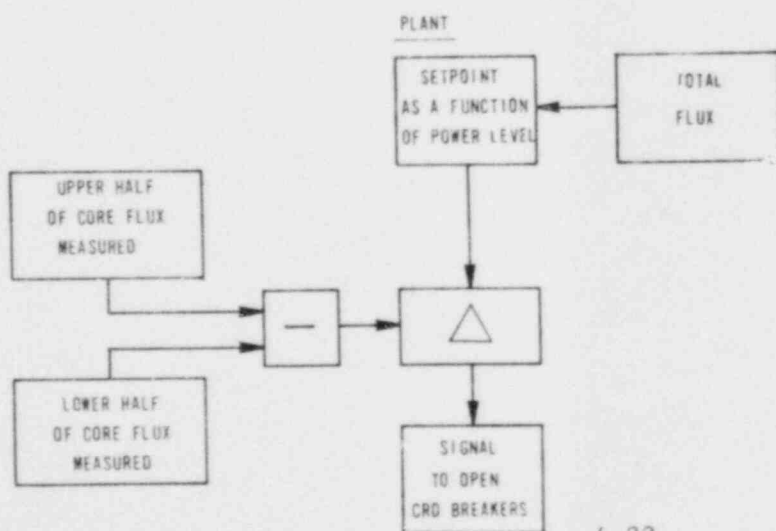 PLANT
SETPOINT
AS A FUNCTION
OF POWER LEVEL
TOTAL
FLUX
UPPER HALF
OF CORE FLUX
MEASURED
—
△
LOWER HALF
OF CORE FLUX
MEASURED
SIGNAL
TO OPEN
CRD BREAKERS